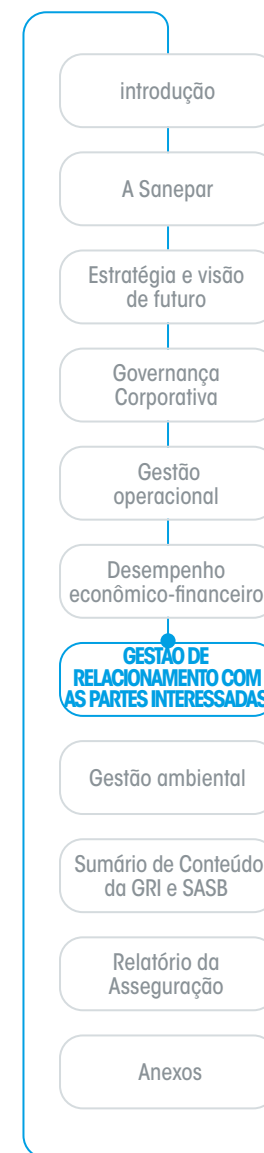 introdução
A Sanepar
Estratégia e visão
de futuro
Governança
Corporativa
Gestão
operacional
Desempenho
econômico-financeiro
GESTÃO DE
RELACIONAMENTO COM
AS PARTES INTERESSADAS
Gestão ambiental
Sumário de Conteúdo
da GRI e SASB
Relatório da
Asseguração
Anexos